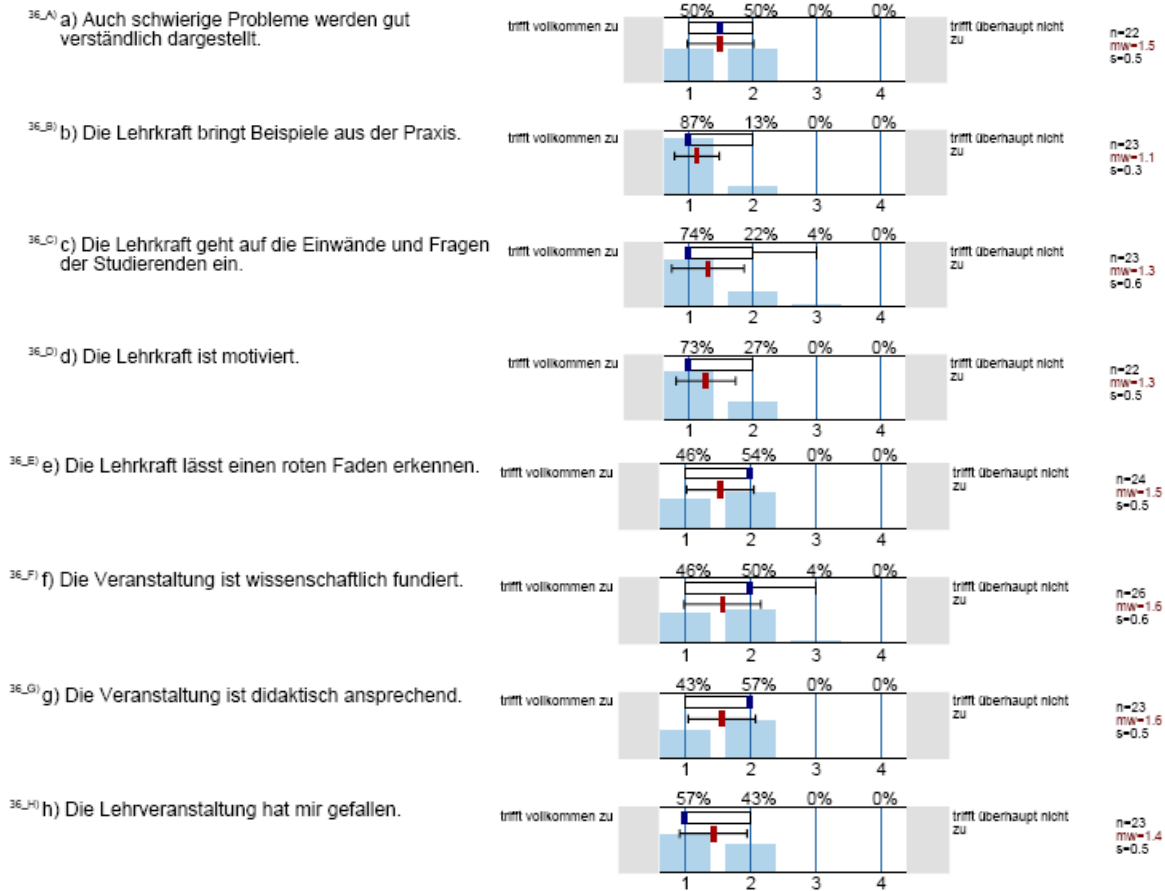 36_A) a) Auch schwierige Probleme werden gut
verständlich dargestellt.
trifft vollkommen zu
50% 50% 0% 0%
1 2 3 4
trifft überhaupt nicht
zu
n=22
mw=1.5
s=0.5
36_B) b) Die Lehrkraft bringt Beispiele aus der Praxis.
trifft vollkommen zu
87% 13% 0% 0%
1 2 3 4
trifft überhaupt nicht
zu
n=23
mw=1.1
s=0.3
36_C) c) Die Lehrkraft geht auf die Einwände und Fragen
der Studierenden ein.
trifft vollkommen zu
74% 22% 4% 0%
1 2 3 4
trifft überhaupt nicht
zu
n=23
mw=1.3
s=0.6
36_D) d) Die Lehrkraft ist motiviert.
trifft vollkommen zu
73% 27% 0% 0%
1 2 3 4
trifft überhaupt nicht
zu
n=22
mw=1.3
s=0.5
36_E) e) Die Lehrkraft lässt einen roten Faden erkennen.
trifft vollkommen zu
46% 54% 0% 0%
1 2 3 4
trifft überhaupt nicht
zu
n=24
mw=1.5
s=0.5
36_F) f) Die Veranstaltung ist wissenschaftlich fundiert.
trifft vollkommen zu
46% 50% 4% 0%
1 2 3 4
trifft überhaupt nicht
zu
n=26
mw=1.6
s=0.6
36_G) g) Die Veranstaltung ist didaktisch ansprechend.
trifft vollkommen zu
43% 57% 0% 0%
1 2 3 4
trifft überhaupt nicht
zu
n=23
mw=1.6
s=0.5
36_H) h) Die Lehrveranstaltung hat mir gefallen.
trifft vollkommen zu
57% 43% 0% 0%
1 2 3 4
trifft überhaupt nicht
zu
n=23
mw=1.4
s=0.5